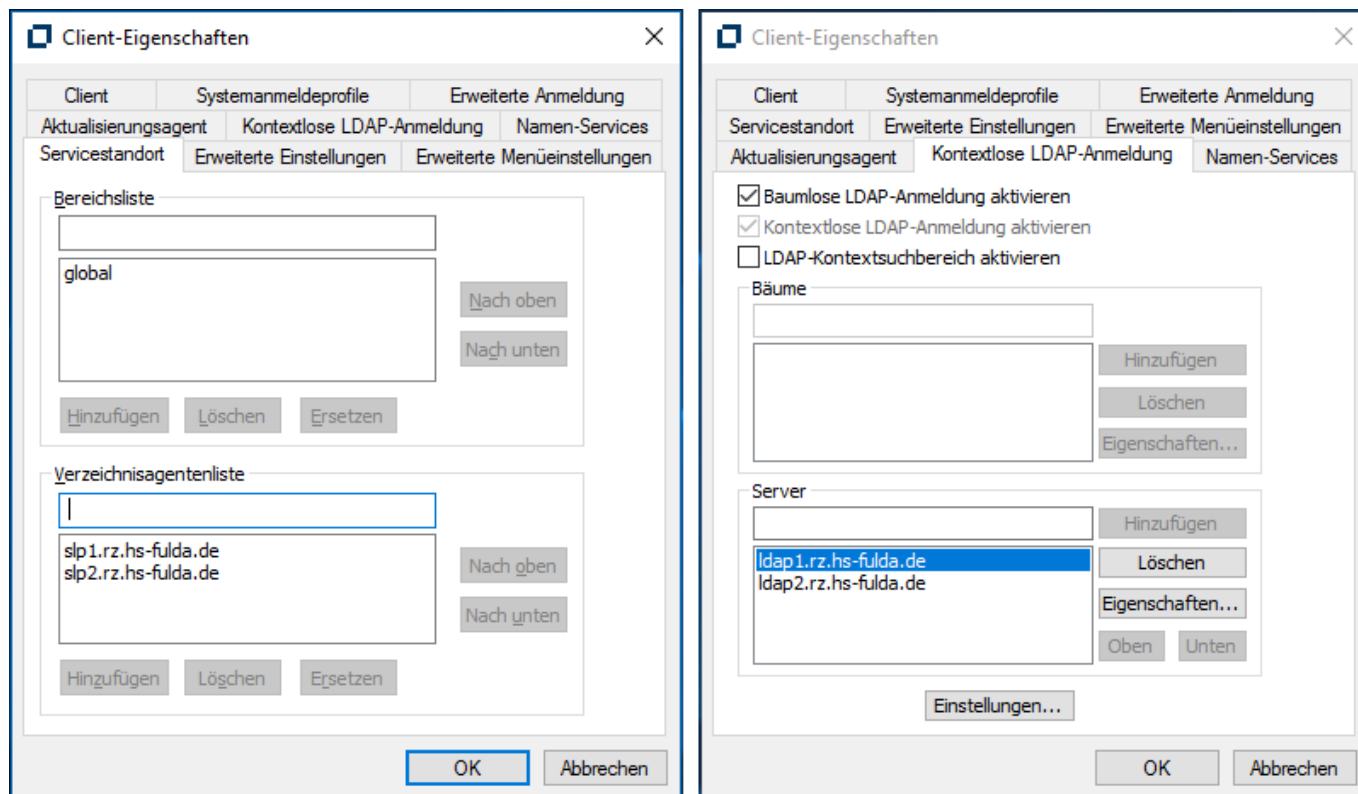 Client-Eigenschaften
Client Systemanmeldeprofile Erweiterte Anmeldung
Aktualisierungsagent Kontextlose LDAP-Anmeldung Namen-Services
Servicestandort Erweiterte Einstellungen Erweiterte Menüeinstellungen
Bereichsliste
global
Nach oben
Nach unten
Hinzufügen Löschen Ersetzen
Verzeichnisagentenliste
slp1.rz.hs-fulda.de
slp2.rz.hs-fulda.de
Nach oben
Nach unten
Hinzufügen Löschen Ersetzen
OK Abbrechen
Client-Eigenschaften
Client Systemanmeldeprofile Erweiterte Anmeldung
Servicestandort Erweiterte Einstellungen Erweiterte Menüeinstellungen
Aktualisierungsagent Kontextlose LDAP-Anmeldung Namen-Services
Baumlose LDAP-Anmeldung aktivieren
Kontextlose LDAP-Anmeldung aktivieren
LDAP-Kontextsuchbereich aktivieren
Bäume
Hinzufügen
Löschen
Eigenschaften...
Server
Hinzufügen
ldap1.rz.hs-fulda.de
ldap2.rz.hs-fulda.de
Löschen
Eigenschaften...
Oben Unten
Einstellungen...
OK Abbrechen